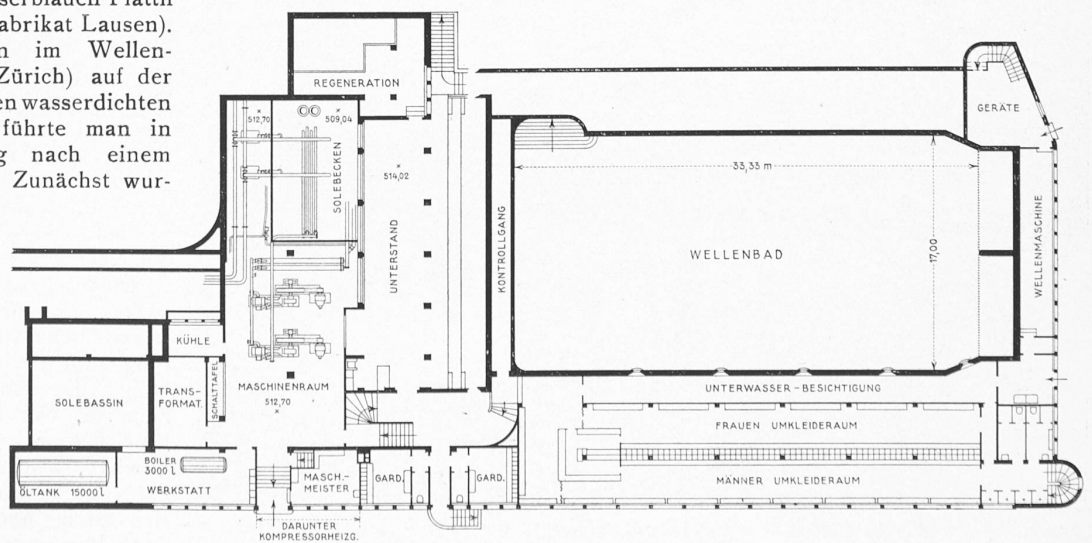 serblauen Plättli
abrikat Lausen).
n im Wellen-
Zürich) auf der
en wasserdichten
führte man in
g nach einem
Zunächst wur-
REGENERATION
GERÄTE
512,70
509,04
SOLEBECKEN
514,02
UNTERSTAND
KONTROLLGANG
33,33 m
WELLENBAD
17,00
WELLENMASCHINE
KÜHLE
SOLEBASSIN
TRANS-
FORMAT.
SCHALTTAFEL
MASCHINENRAUM
512,70
UNTERWASSER-BESICHTIGUNG
FRAUEN UMKLEIDERAUM
MÄNNER UMKLEIDERAUM
ÖLTANK 15000 l
BOILER
3000 l
WERKSTATT
MASCH.-
MEISTER
GARD.
GARD.
DARUNTER
KOMPRESSORHEIZG.